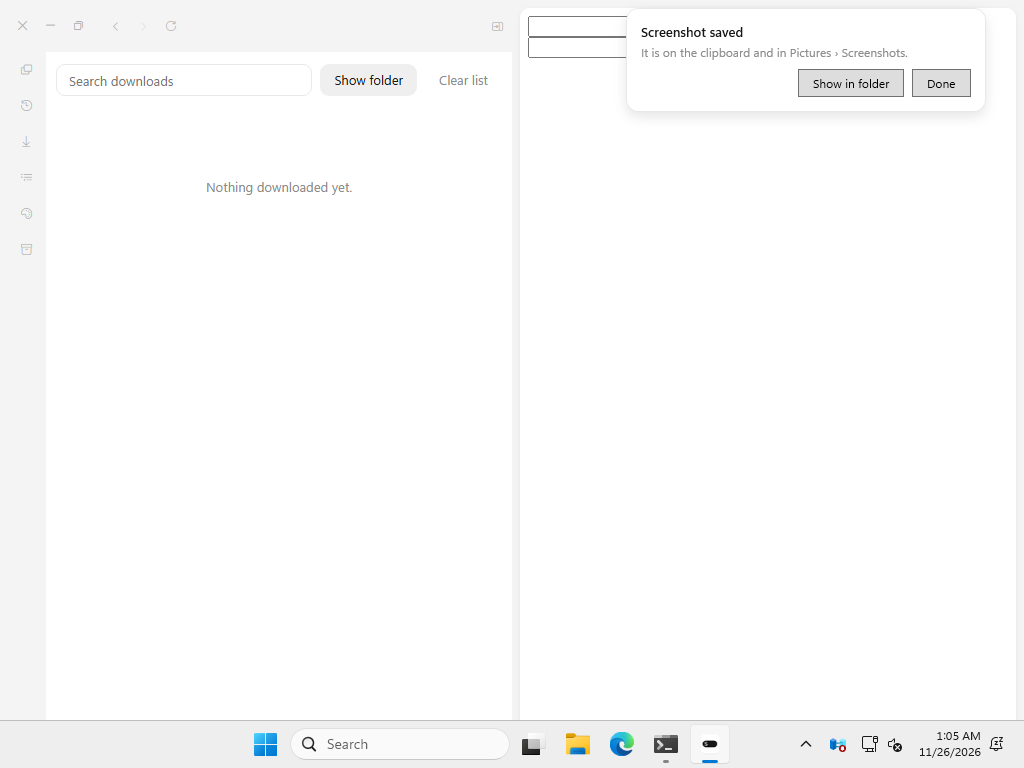 Search downloads
Show folder
Clear list
Nothing downloaded yet.
Screenshot saved
It is on the clipboard and in Pictures › Screenshots.
Show in folder
Done
Search
1:05 AM
11/26/2026